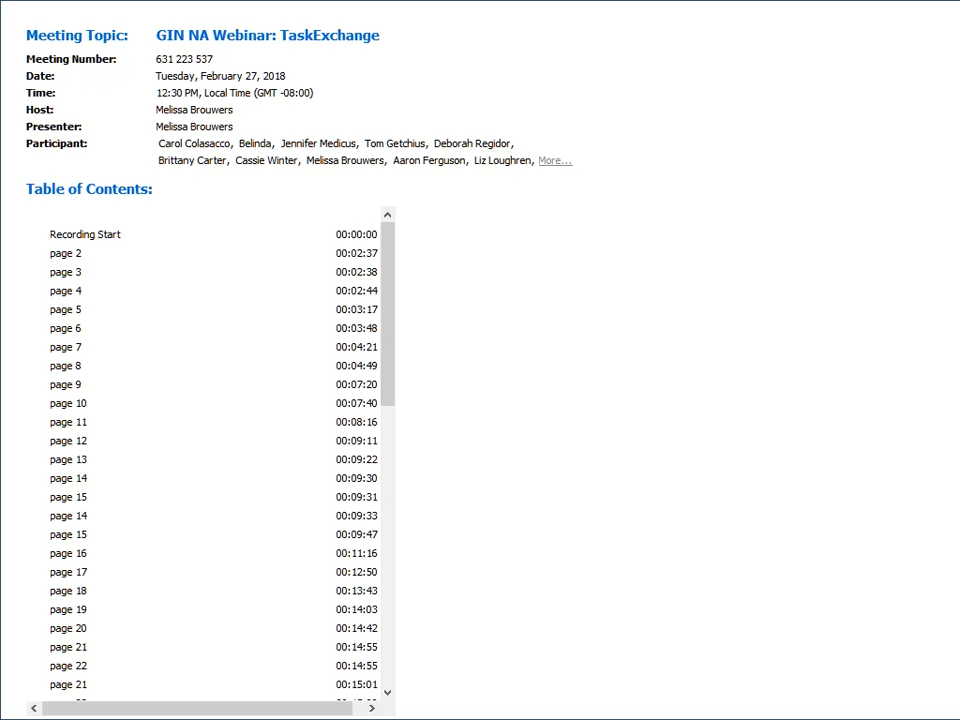 Meeting Topic: GIN NA Webinar: TaskExchange
Meeting Number: 631 223 537
Date: Tuesday, February 27, 2018
Time: 12:30 PM, Local Time (GMT -08:00)
Host: Melissa Brouwers
Presenter: Melissa Brouwers
Participant: Carol Colasacco, Belinda, Jennifer Medicus, Tom Getchius, Deborah Regidor,
Brittany Carter, Cassie Winter, Melissa Brouwers, Aaron Ferguson, Liz Loughren, More...
Table of Contents:
Recording Start 00:00:00
page 2 00:02:37
page 3 00:02:38
page 4 00:02:44
page 5 00:03:17
page 6 00:03:48
page 7 00:04:21
page 8 00:04:49
page 9 00:07:20
page 10 00:07:40
page 11 00:08:16
page 12 00:09:11
page 13 00:09:22
page 14 00:09:30
page 15 00:09:31
page 14 00:09:33
page 15 00:09:47
page 16 00:11:16
page 17 00:12:50
page 18 00:13:43
page 19 00:14:03
page 20 00:14:42
page 21 00:14:55
page 22 00:14:55
page 21 00:15:01